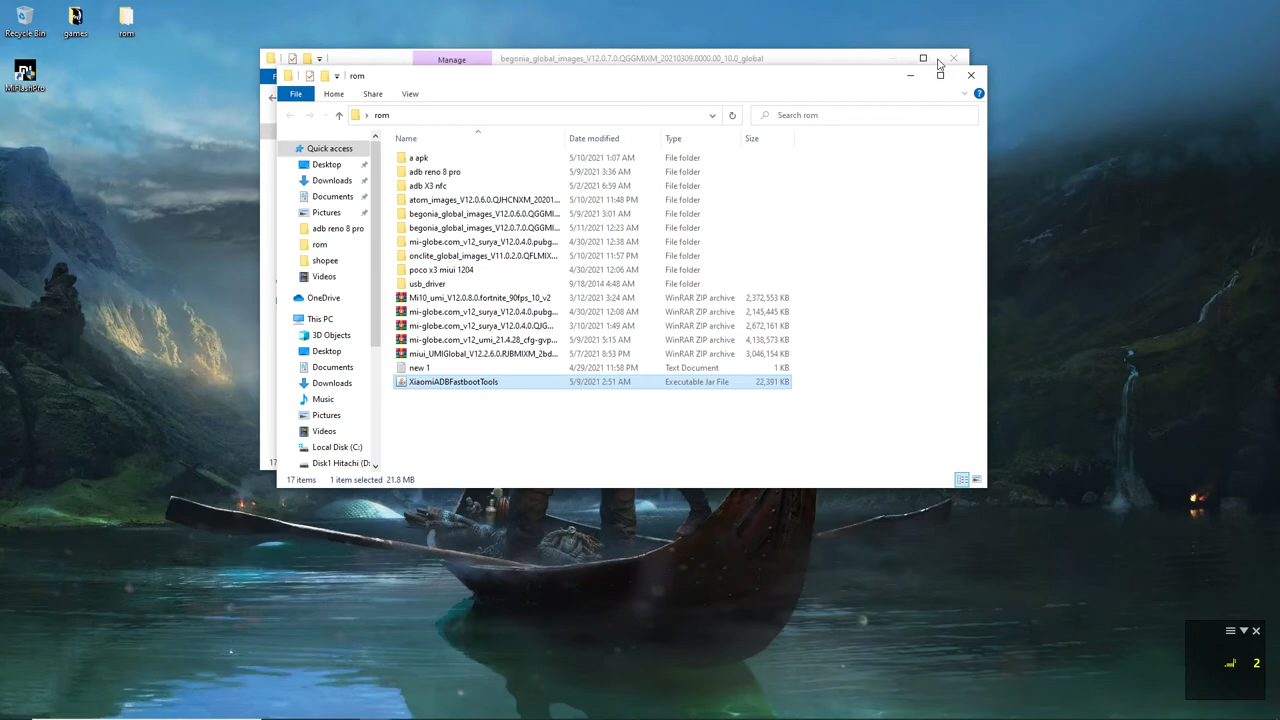 Recycle Bin
games
rom
MiFlashPro
Manage
begonia_global_images_V12.0.7.0.QGGMIXM_20210309.0000.00_10.0_global
rom
File
Home
Share
View
rom
Search rom
Name
Date modified
Type
Size
Quick access
Desktop
Downloads
Documents
Pictures
adb reno 8 pro
rom
shopee
Videos
OneDrive
This PC
3D Objects
Desktop
Documents
Downloads
Music
Pictures
Videos
Local Disk (C:)
Disk1 Hitachi (D:
a apk 5/10/2021 1:07 AM File folder
adb reno 8 pro 5/9/2021 3:36 AM File folder
adb X3 nfc 5/2/2021 6:59 AM File folder
atom_images_V12.0.6.0.QJHCNXM_20201... 5/10/2021 11:48 PM File folder
begonia_global_images_V12.0.6.0.QGGMI... 5/9/2021 3:01 AM File folder
begonia_global_images_V12.0.7.0.QGGMI... 5/11/2021 12:23 AM File folder
mi-globe.com_v12_surya_V12.0.4.0.pubg... 4/30/2021 12:38 AM File folder
onclite_global_images_V11.0.2.0.QFLMIX... 5/10/2021 11:57 PM File folder
poco x3 miui 1204 4/30/2021 12:06 AM File folder
usb_driver 9/18/2014 4:48 AM File folder
Mi10_umi_V12.0.8.0.fortnite_90fps_10_v2 3/12/2021 3:24 AM WinRAR ZIP archive 2,372,553 KB
mi-globe.com_v12_surya_V12.0.4.0.pubg... 4/30/2021 12:08 AM WinRAR ZIP archive 2,145,445 KB
mi-globe.com_v12_surya_V12.0.4.0.QJG... 3/10/2021 1:49 AM WinRAR ZIP archive 2,672,161 KB
mi-globe.com_v12_umi_21.4.28_cfg-gvp... 5/9/2021 5:15 AM WinRAR ZIP archive 4,138,573 KB
miui_UMIGlobal_V12.2.6.0.RJBMIXM_2bd... 5/7/2021 8:53 PM WinRAR ZIP archive 3,046,154 KB
new 1 4/29/2021 11:58 PM Text Document 1 KB
XiaomiADBFastbootTools 5/9/2021 2:51 AM Executable Jar File 22,391 KB
17
17 items 1 item selected 21.8 MB
2